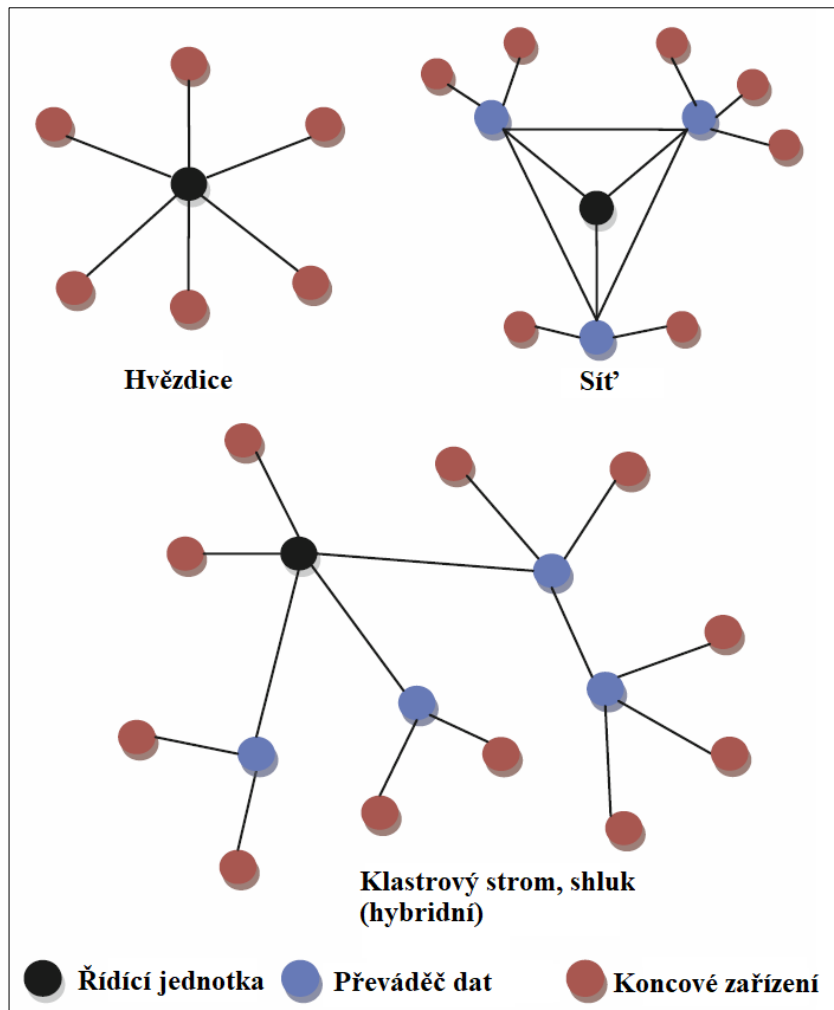 Hvězdice
Síť
Klastrový strom, shluk
(hybridní)
Řídící jednotka
Převáděč dat
Koncové zařízení